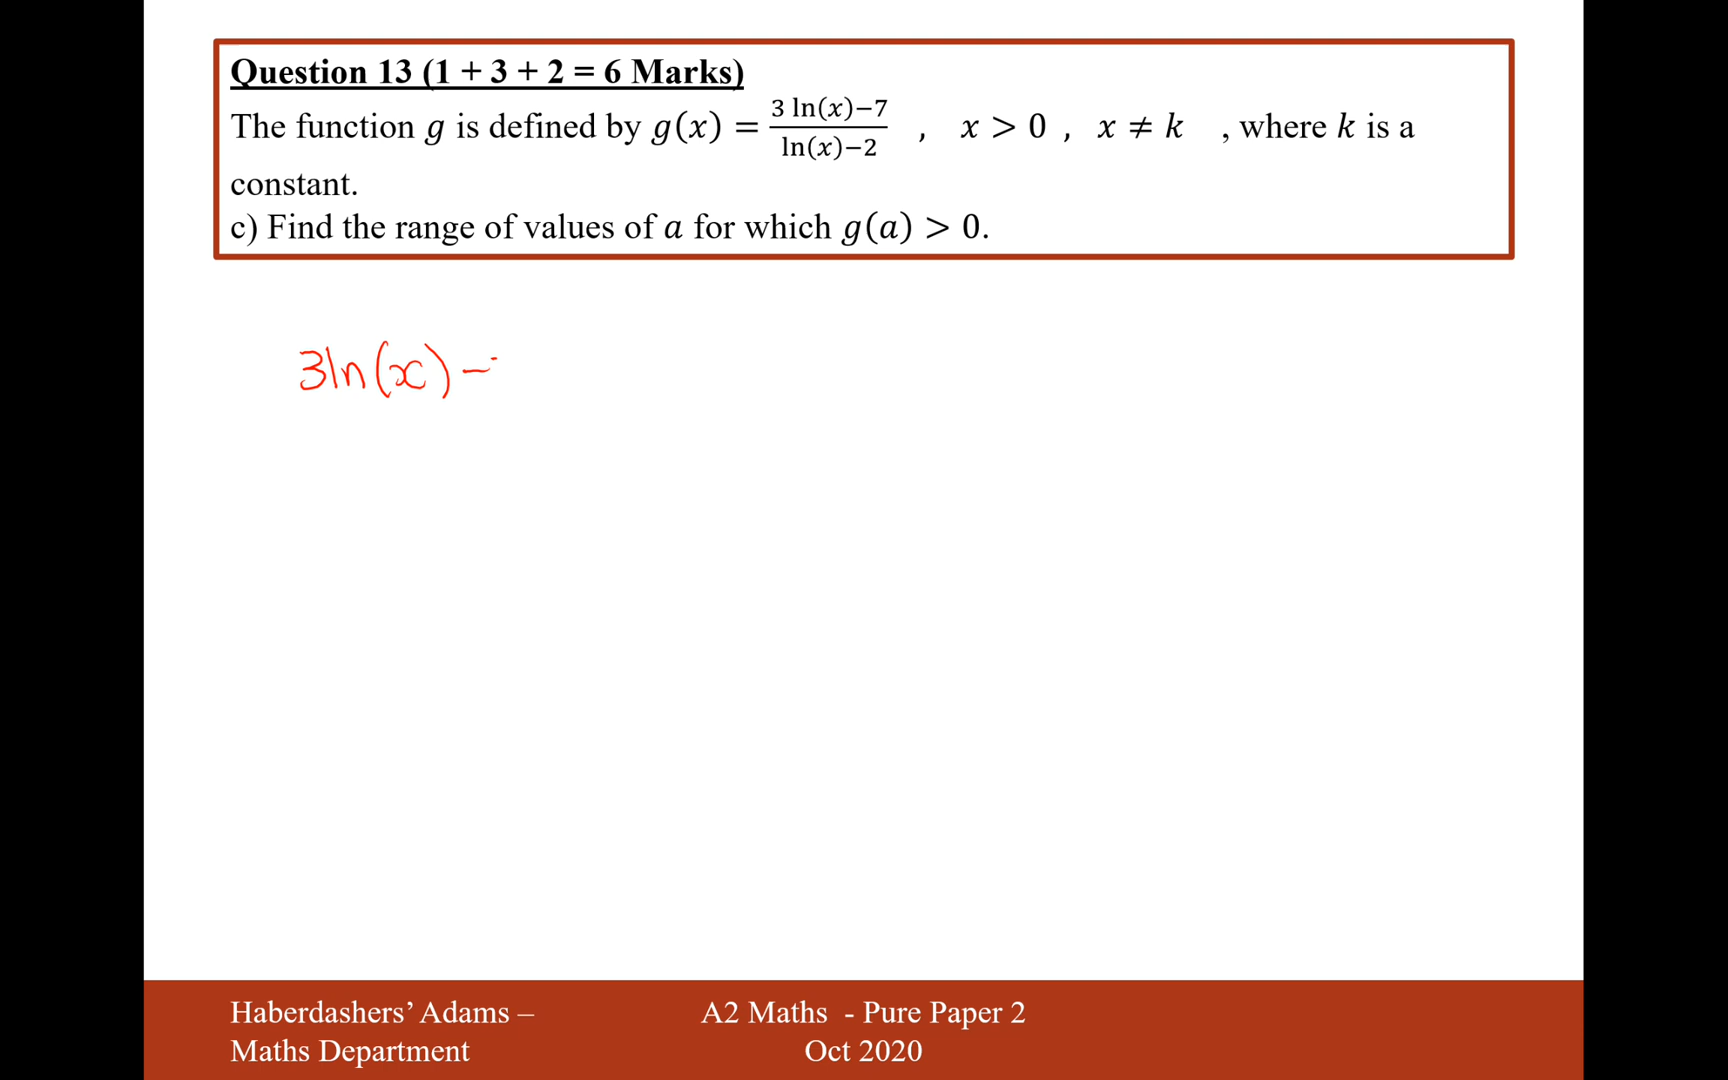 Question 13 (1 + 3 + 2 = 6 Marks)
The function g is defined by g(x) = (3 ln(x)−7)/(ln(x)−2) , x > 0 , x ≠ k , where k is a
constant.
c) Find the range of values of a for which g(a) > 0.
3ln(x) –
Haberdashers’ Adams –
Maths Department
A2 Maths - Pure Paper 2
Oct 2020